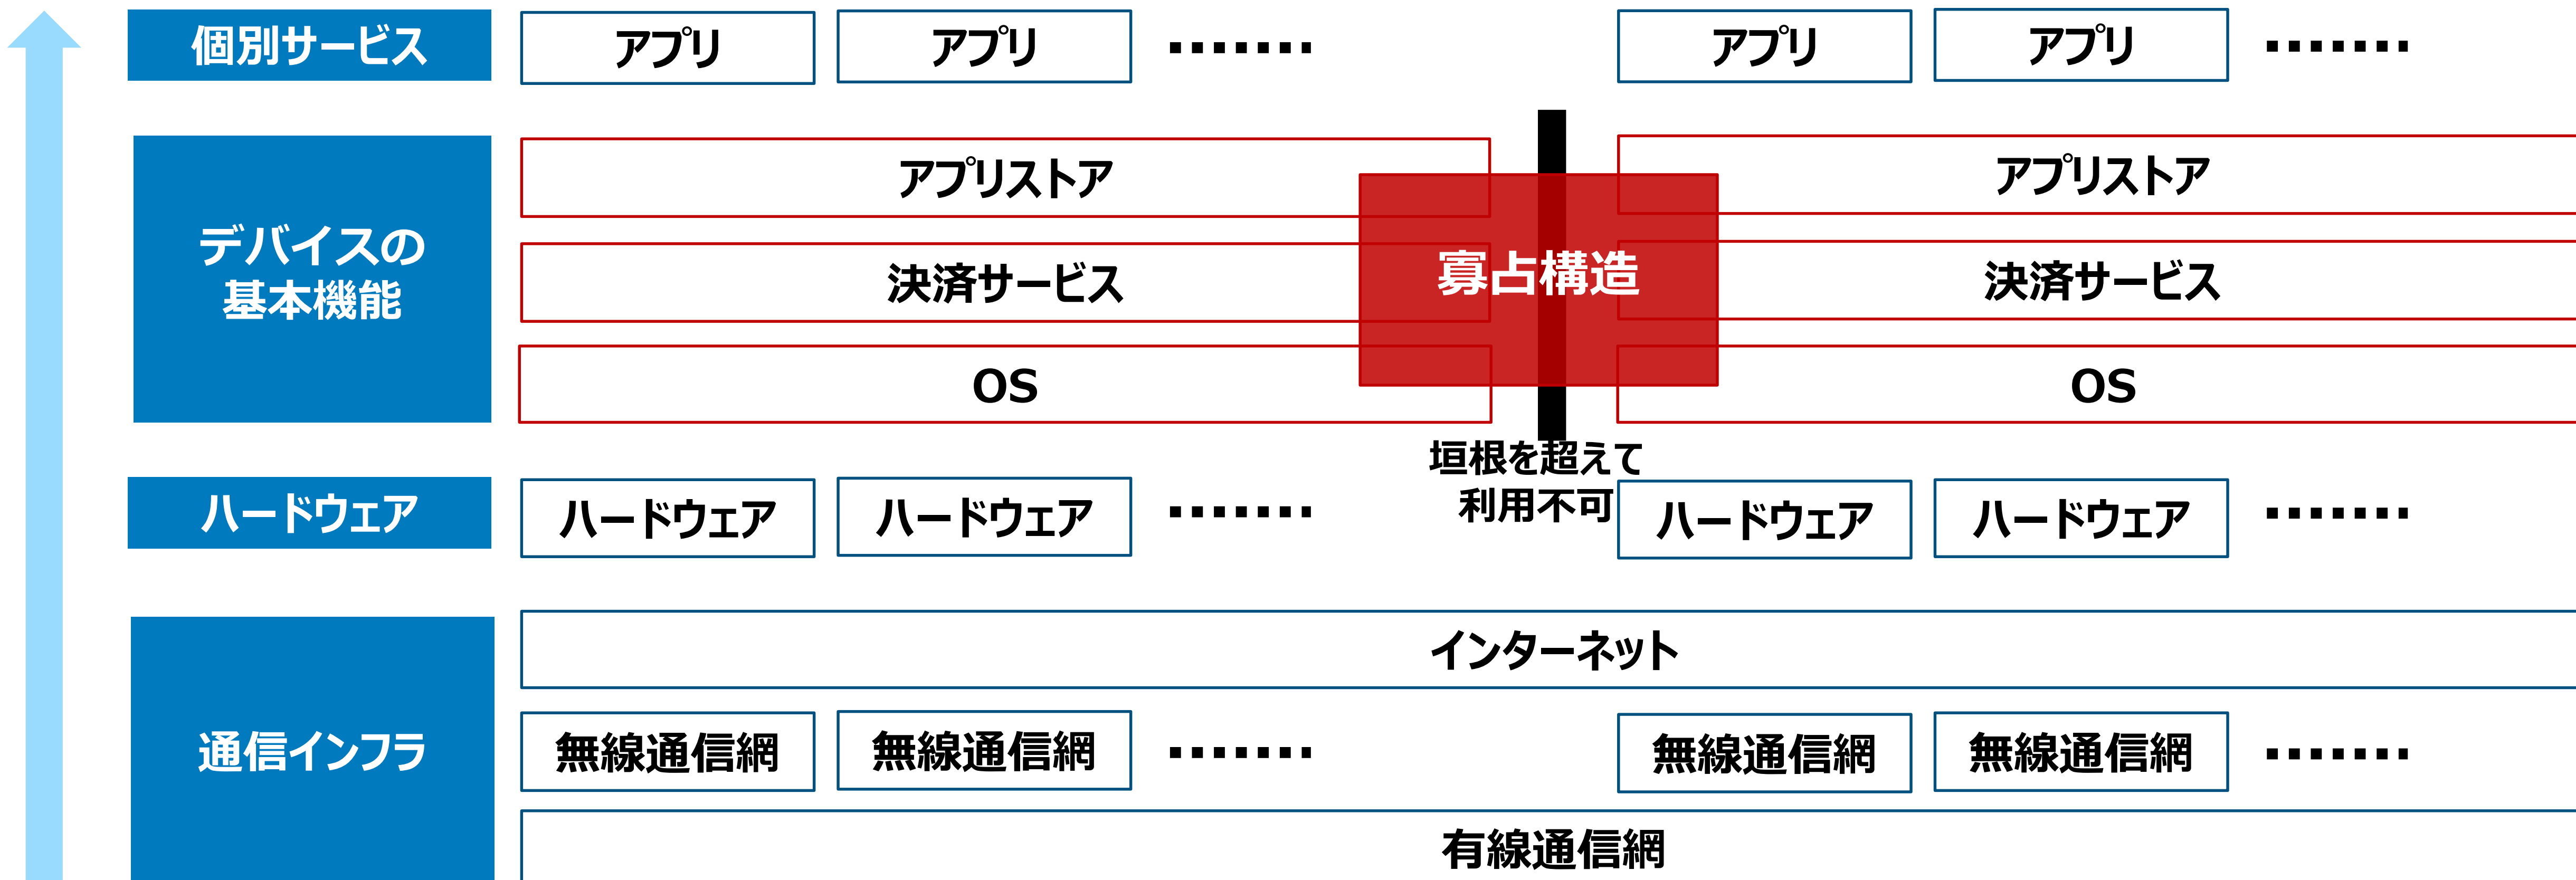 個別サービス
アプリ
アプリ
.......
アプリ
アプリ
.......
デバイスの
基本機能
アプリストア
アプリストア
決済サービス
寡占構造
決済サービス
OS
OS
垣根を超えて
利用不可
ハードウェア
ハードウェア
ハードウェア
.......
ハードウェア
ハードウェア
.......
通信インフラ
インターネット
無線通信網
無線通信網
.......
無線通信網
無線通信網
.......
有線通信網